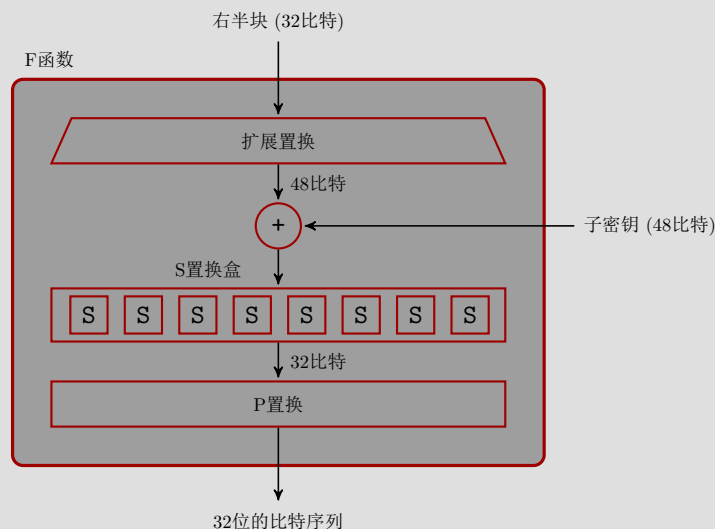 右半块 (32比特)
F函数
扩展置换
48比特
+
子密钥 (48比特)
S置换盒
S S S S S S S S
32比特
P置换
32位的比特序列